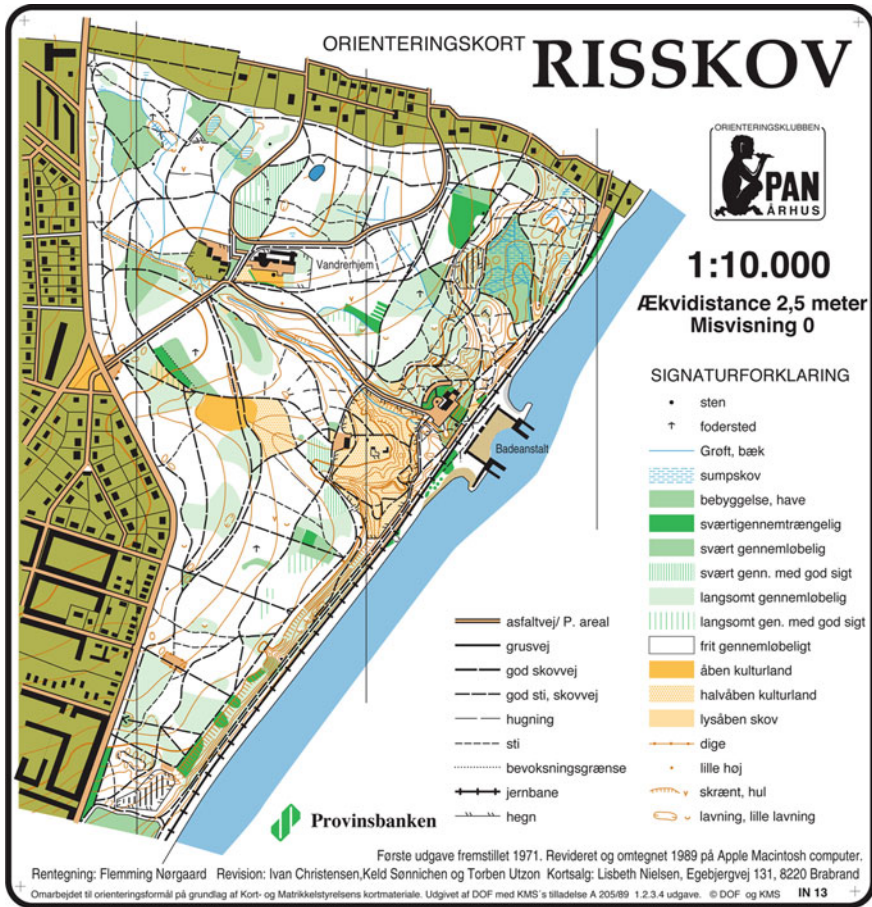 ORIENTERINGSKORT
RISSKOV
ORIENTERINGSKLUBBEN
PAN
ÅRHUS
1:10.000
Ækvidistance 2,5 meter
Misvisning 0
Vandrerhjem
Badeanstalt
SIGNATURFORKLARING
sten
fodersted
Grøft, bæk
sumpskov
bebyggelse, have
sværtigennemtrængelig
svært gennemløbelig
svært genn. med god sigt
langsomt gennemløbelig
langsomt gen. med god sigt
frit gennemløbeligt
åben kulturland
halvåben kulturland
lysåben skov
dige
lille høj
skrænt, hul
lavning, lille lavning
asfaltvej/ P. areal
grusvej
god skovvej
god sti, skovvej
hugning
sti
bevoksningsgrænse
jernbane
hegn
Provinsbanken
Første udgave fremstillet 1971. Revideret og omtegnet 1989 på Apple Macintosh computer.
Rentegning: Flemming Nørgaard Revision: Ivan Christensen,Keld Sønnichen og Torben Utzon Kortsalg: Lisbeth Nielsen, Egebjergvej 131, 8220 Brabrand
Omarbejdet til orienteringsformål på grundlag af Kort- og Matrikkelstyrelsens kortmateriale. Udgivet af DOF med KMS´s tilladelse A 205/89 1.2.3.4 udgave. © DOF og KMS IN 13